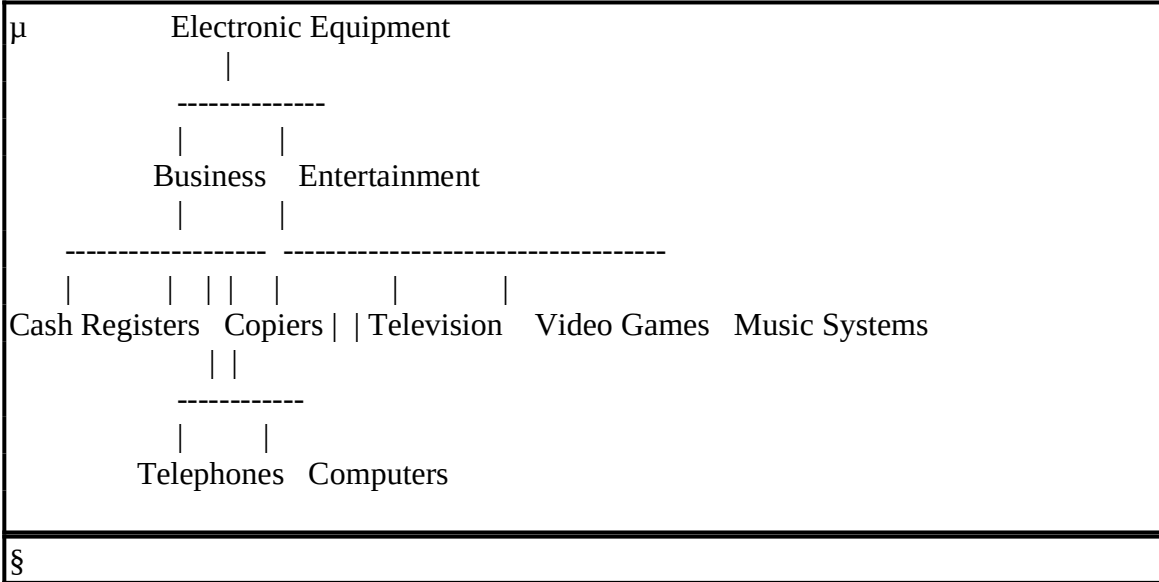 µ Electronic Equipment
|
--------------
| |
Business Entertainment
| |
------------------- ------------------------------------
| | | | | | |
Cash Registers Copiers | | Television Video Games Music Systems
| |
------------
| |
Telephones Computers
§